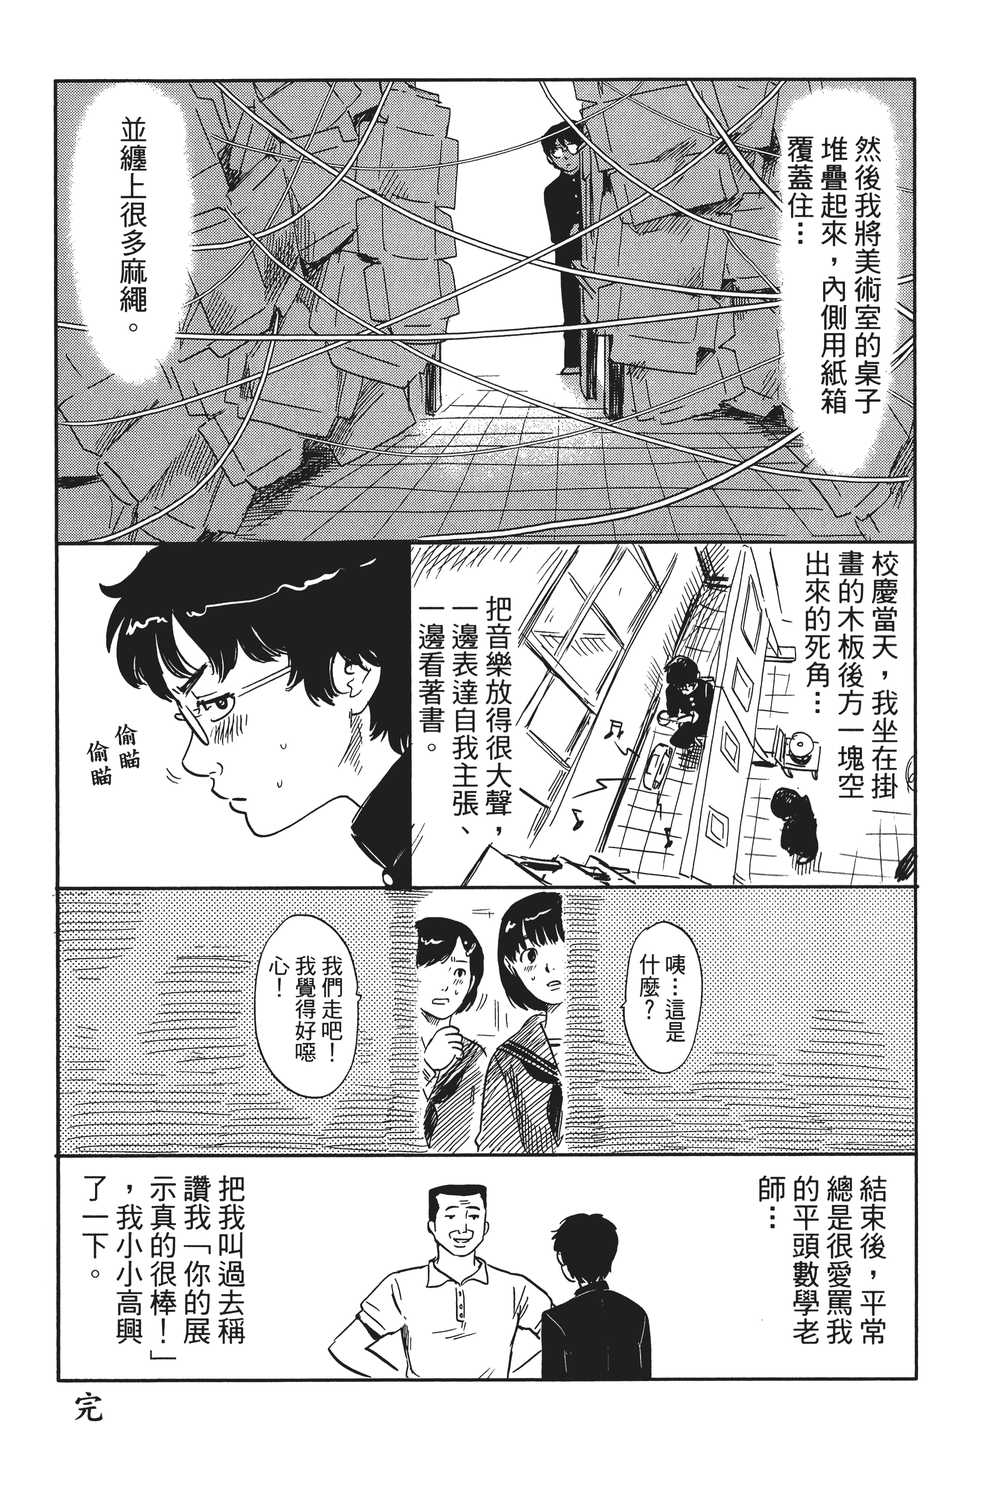 然後我將美術室的桌子
堆疊起來，內側用紙箱
覆蓋住…
並纏上很多麻繩。
校慶當天，我坐在掛
畫的木板後方一塊空
出來的死角…
把音樂放得很大聲，
一邊表達自我主張、
一邊看著書。
偷瞄
偷瞄
咦…這是
什麼？
我們走吧！
我覺得好噁
心！
結束後，平常
總是很愛罵我
的平頭數學老
師…
把我叫過去稱
讚我「你的展
示真的很棒！」
，我小小高興
了一下。
完